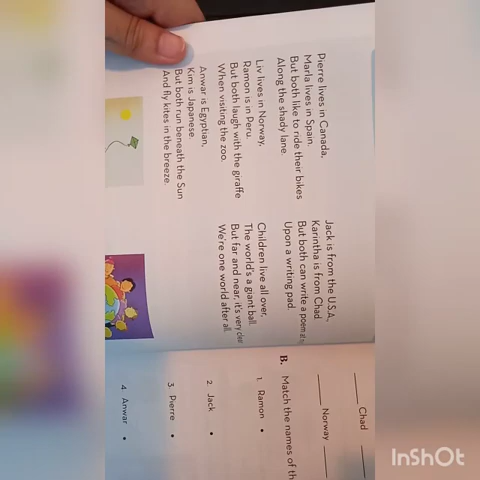 Pierre lives in Canada,
Marla lives in Spain.
But both like to ride their bikes
Along the shady lane.
Liv lives in Norway,
Ramon is in Peru.
But both laugh with the giraffe
When visiting the zoo.
Anwar is Egyptian,
Kim is Japanese.
But both run beneath the Sun
And fly kites in the breeze.
Jack is from the U.S.A.,
Karintha is from Chad.
But both can write a poem
Upon a writing pad.
Children live all over,
The world's a giant ball.
But far and near, it's very clear
We're one world after all.
Chad
Norway
B. Match the names of
1. Ramon •
2. Jack •
3. Pierre •
4. Anwar •
InShOt